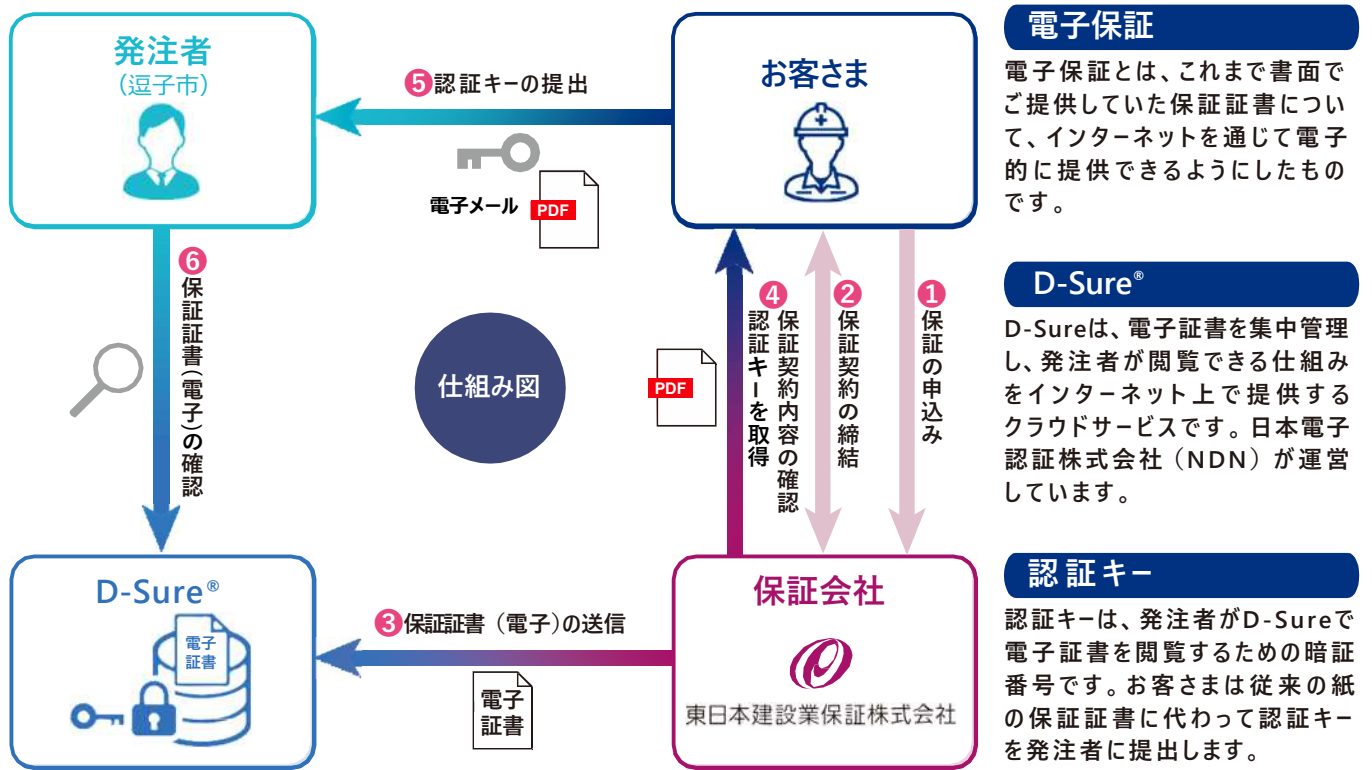 発注者
（逗子市）
❺認証キーの提出
電子メール
PDF
お客さま
❻保証証書（電子）の確認
仕組み図
PDF
❹保証契約内容の確認
認証キーを取得
❷保証契約の締結
❶保証の申込み
D-Sure®
電子
証書
❸保証証書（電子）の送信
電子
証書
保証会社
東日本建設業保証株式会社
電子保証
電子保証とは、これまで書面で
ご提供していた保証証書につい
て、インターネットを通じて電子
的に提供できるようにしたもの
です。
D-Sure®
D-Sureは、電子証書を集中管理
し、発注者が閲覧できる仕組み
をインターネット上で提供する
クラウドサービスです。日本電子
認証株式会社（NDN）が運営
しています。
認証キー
認証キーは、発注者がD-Sureで
電子証書を閲覧するための暗証
番号です。お客さまは従来の紙
の保証証書に代わって認証キー
を発注者に提出します。